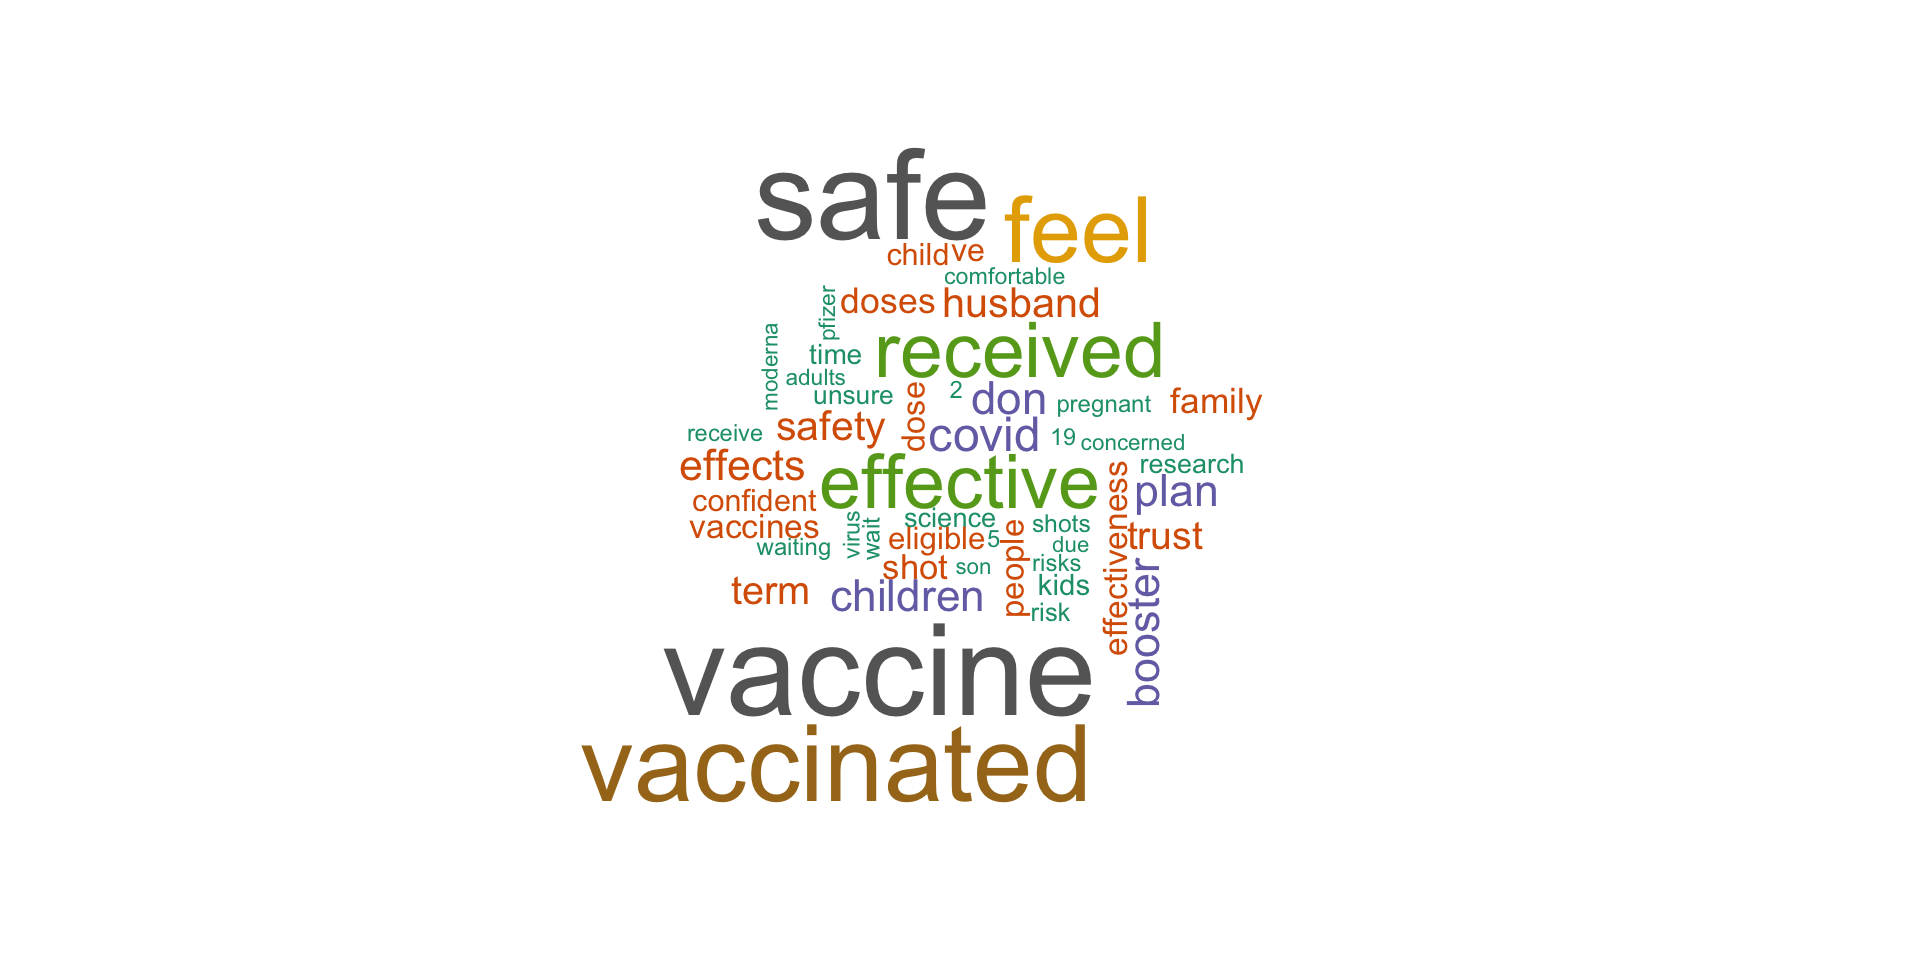 safe
feel
child
ve
comfortable
pfizer
doses
husband
moderna
time
received
adults
unsure
dose
2
don
pregnant
family
receive
safety
covid
19
concerned
effects
effective
effectiveness
research
confident
plan
vaccines
virus
wait
science
people
shots
trust
waiting
eligible
5
due
shot
son
risks
term
children
kids
booster
risk
vaccine
vaccinated